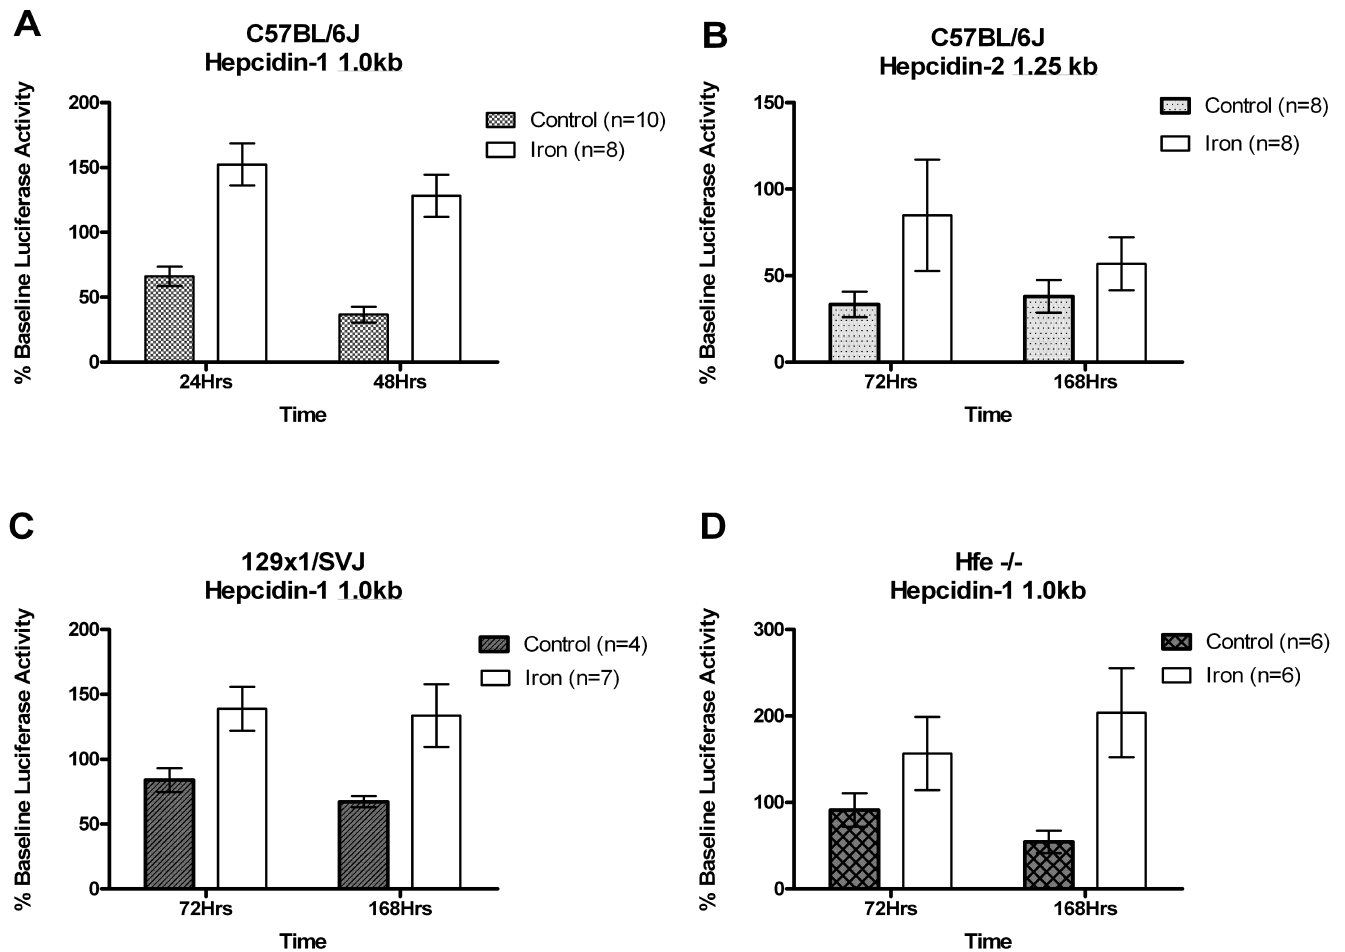 A
C57BL/6J
Hepcidin-1 1.0kb
% Baseline Luciferase Activity
200
150
100
50
0
24Hrs
48Hrs
Time
Control (n=10)
Iron (n=8)
B
C57BL/6J
Hepcidin-2 1.25 kb
% Baseline Luciferase Activity
150
100
50
0
72Hrs
168Hrs
Time
Control (n=8)
Iron (n=8)
C
129x1/SVJ
Hepcidin-1 1.0kb
% Baseline Luciferase Activity
200
150
100
50
0
72Hrs
168Hrs
Time
Control (n=4)
Iron (n=7)
D
Hfe -/-
Hepcidin-1 1.0kb
% Baseline Luciferase Activity
300
200
100
0
72Hrs
168Hrs
Time
Control (n=6)
Iron (n=6)